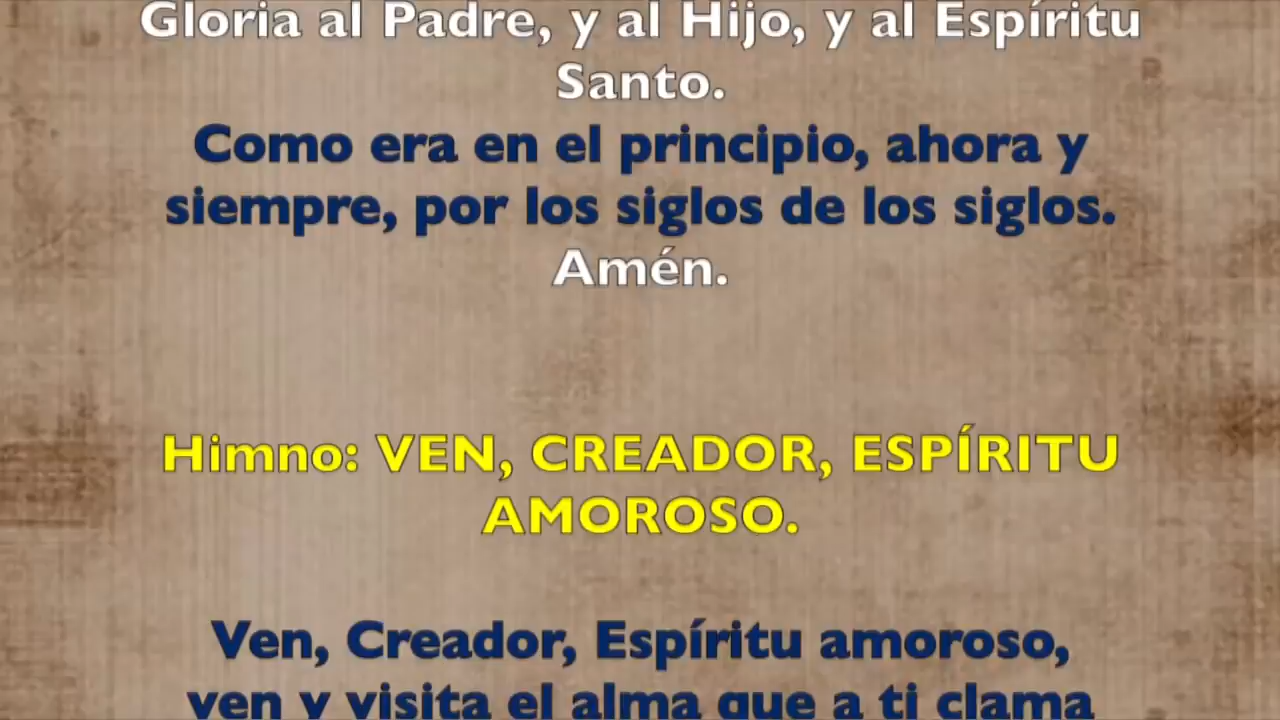 Gloria al Padre, y al Hijo, y al Espíritu
Santo.
Como era en el principio, ahora y
siempre, por los siglos de los siglos.
Amén.
Himno: VEN, CREADOR, ESPÍRITU
AMOROSO.
Ven, Creador, Espíritu amoroso,
ven y visita el alma que a ti clama